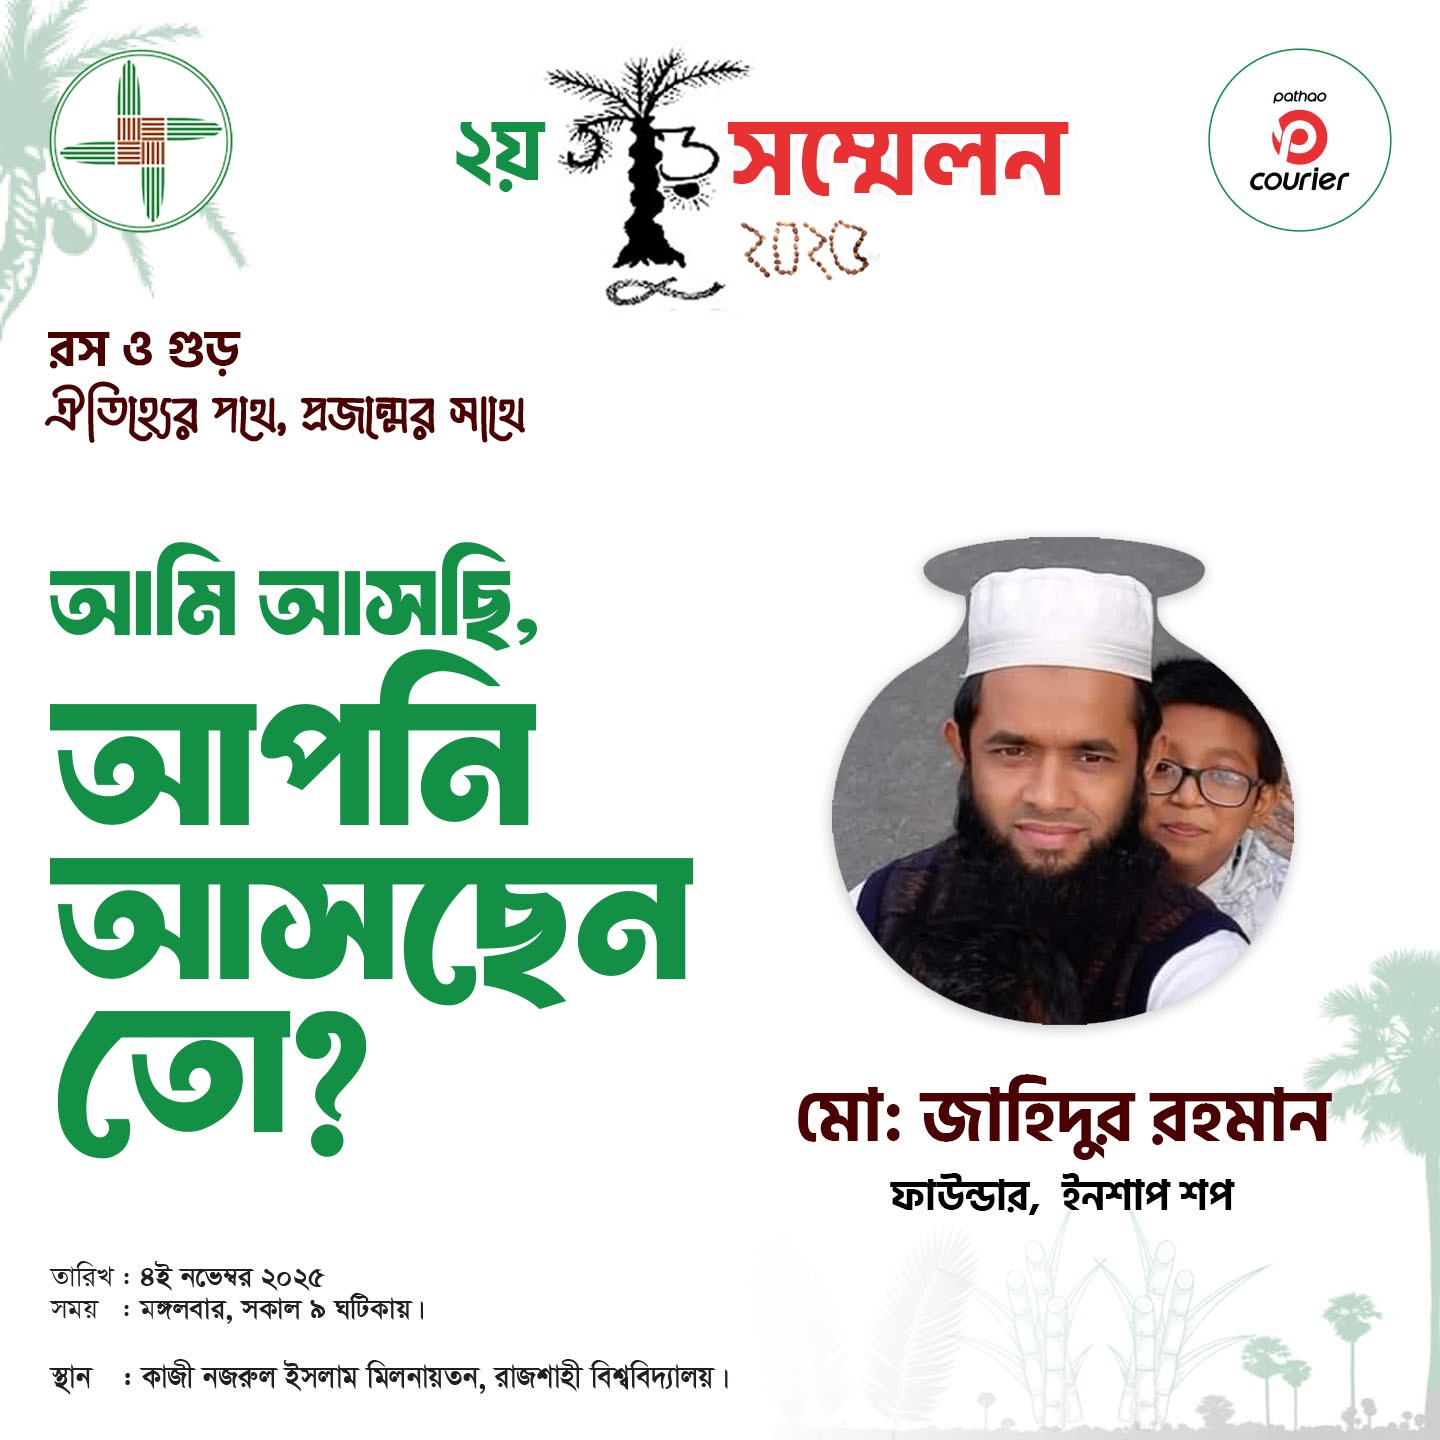 ২য় গুড় সম্মেলন
২০২৫
pathao
courier
রস ও গুড়
ঐতিহ্যের পথে, প্রজন্মের সাথে
আমি আসছি,
আপনি
আসছেন
তো?
মো: জাহিদুর রহমান
ফাউন্ডার, ইনশাপ শপ
তারিখ : ৪ই নভেম্বর ২০২৫
সময় : মঙ্গলবার, সকাল ৯ ঘটিকায়।
স্থান : কাজী নজরুল ইসলাম মিলনায়তন, রাজশাহী বিশ্ববিদ্যালয়।